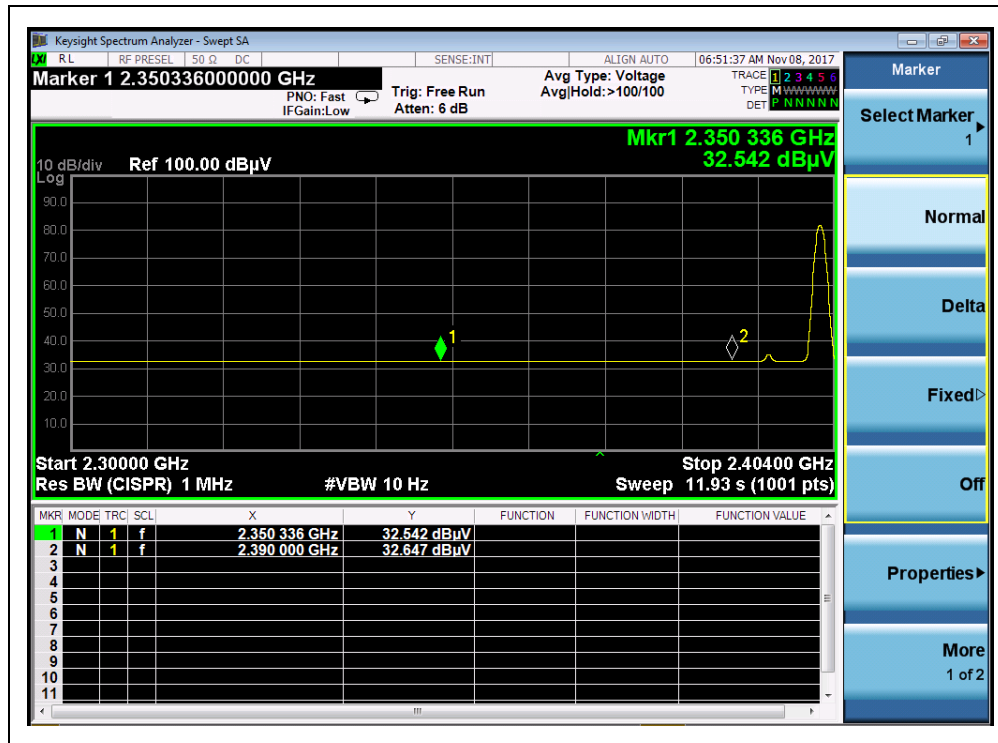 Keysight Spectrum Analyzer - Swept SA
LXI RL RF PRESEL 50 Ω DC SENSE:INT ALIGN AUTO 06:51:37 AM Nov 08, 2017
Marker 1 2.350336000000 GHz
PNO: Fast
IFGain:Low
Trig: Free Run
Atten: 6 dB
Avg Type: Voltage
Avg|Hold:>100/100
TRACE 1 2 3 4 5 6
TYPE M WWWWW
DET P N N N N N
Mkr1 2.350 336 GHz
32.542 dBµV
10 dB/div Ref 100.00 dBµV
Log
90.0
80.0
70.0
60.0
50.0
40.0
30.0
20.0
10.0
1
2
Start 2.30000 GHz Stop 2.40400 GHz
Res BW (CISPR) 1 MHz #VBW 10 Hz Sweep 11.93 s (1001 pts)
MKR MODE TRC SCL X Y FUNCTION FUNCTION WIDTH FUNCTION VALUE
1 N 1 f 2.350 336 GHz 32.542 dBµV
2 N 1 f 2.390 000 GHz 32.647 dBµV
3
4
5
6
7
8
9
10
11
Marker
Select Marker
1
Normal
Delta
Fixed
Off
Properties
More
1 of 2